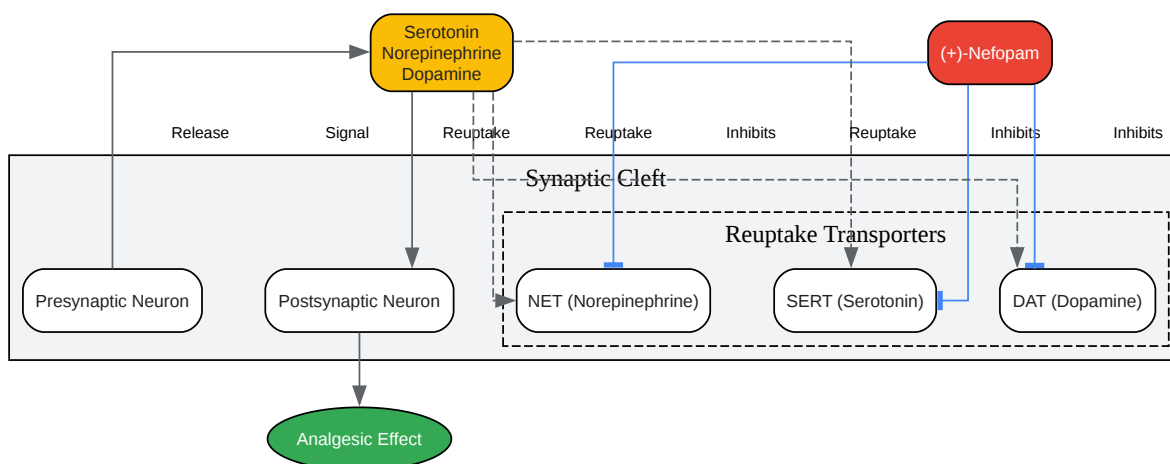 Serotonin
Norepinephrine
Dopamine
(+)-Nefopam
Release
Signal
Reuptake
Reuptake
Inhibits
Reuptake
Inhibits
Inhibits
Synaptic Cleft
Reuptake Transporters
Presynaptic Neuron
Postsynaptic Neuron
NET (Norepinephrine)
SERT (Serotonin)
DAT (Dopamine)
Analgesic Effect